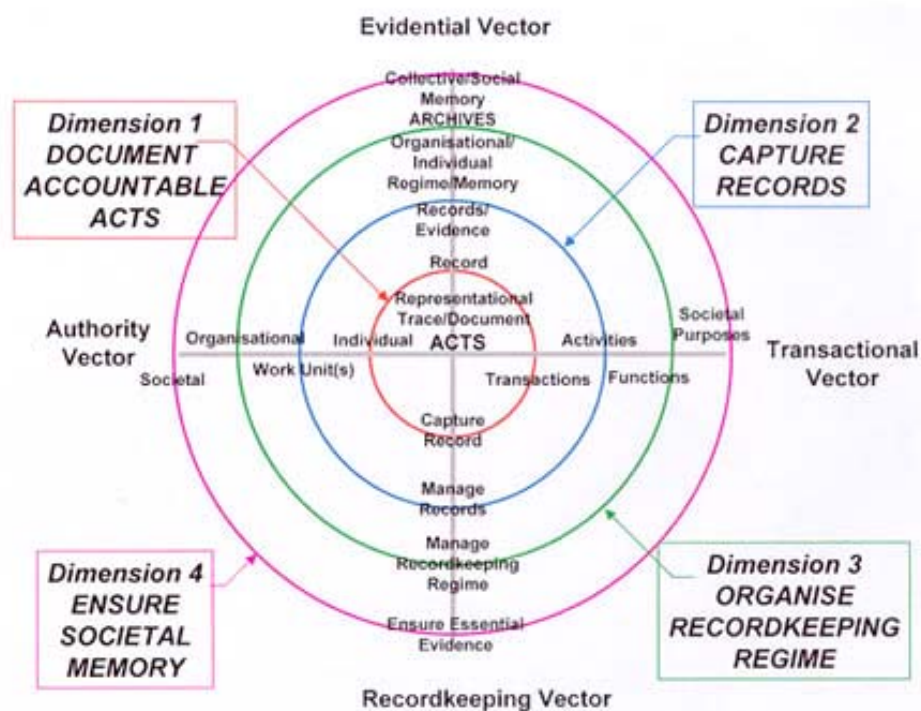 Evidential Vector
Collective/Social
Memory
ARCHIVES
Dimension 1
DOCUMENT
ACCOUNTABLE
ACTS
Dimension 2
CAPTURE
RECORDS
Organisational/
Individual
Regime/Memory
Records/
Evidence
Record
Representational
Trace/Document
ACTS
Authority
Vector
Societal
Organisational
Work Unit(s)
Individual
Transactions
Activities
Functions
Societal
Purposes
Transactional
Vector
Capture
Record
Manage
Records
Manage
Recordkeeping
Regime
Ensure Essential
Evidence
Dimension 4
ENSURE
SOCIETAL
MEMORY
Dimension 3
ORGANISE
RECORDKEEPING
REGIME
Recordkeeping Vector